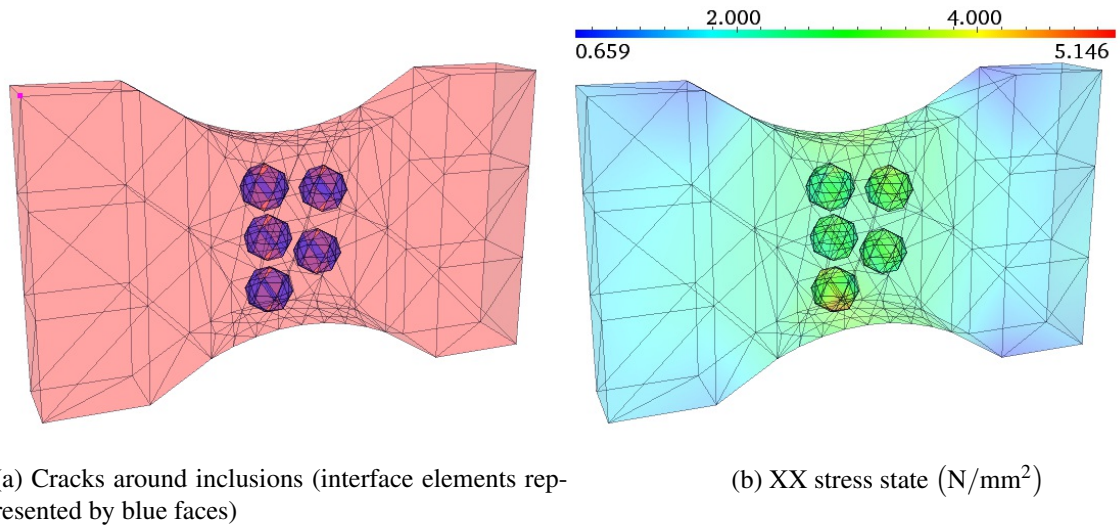 2.000 4.000
0.659 5.146
a) Cracks around inclusions (interface elements rep-
resented by blue faces)
(b) XX stress state (N/mm²)